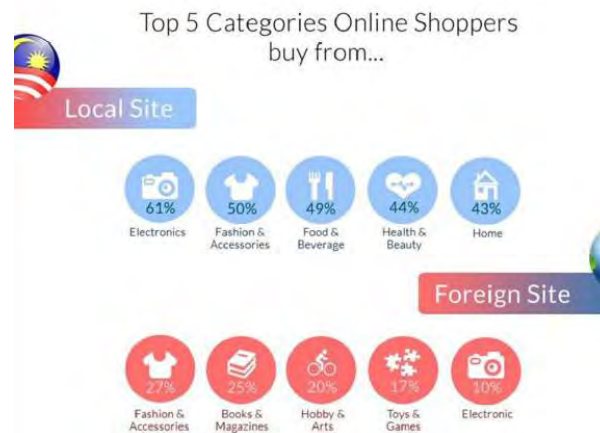 Top 5 Categories Online Shoppers
buy from...
Local Site
61%
50%
49%
44%
43%
Electronics
Fashion &
Accessories
Food &
Beverage
Health &
Beauty
Home
Foreign Site
27%
25%
20%
17%
10%
Fashion &
Accessories
Books &
Magazines
Hobby &
Arts
Toys &
Games
Electronic